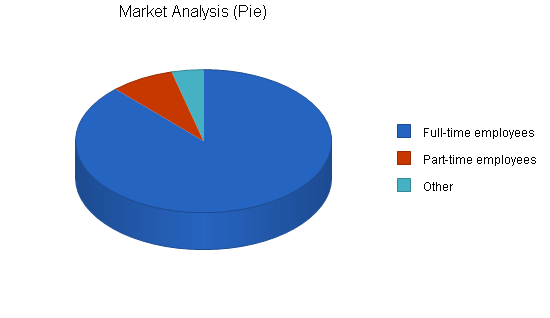 Market Analysis (Pie)
Full-time employees
Part-time employees
Other